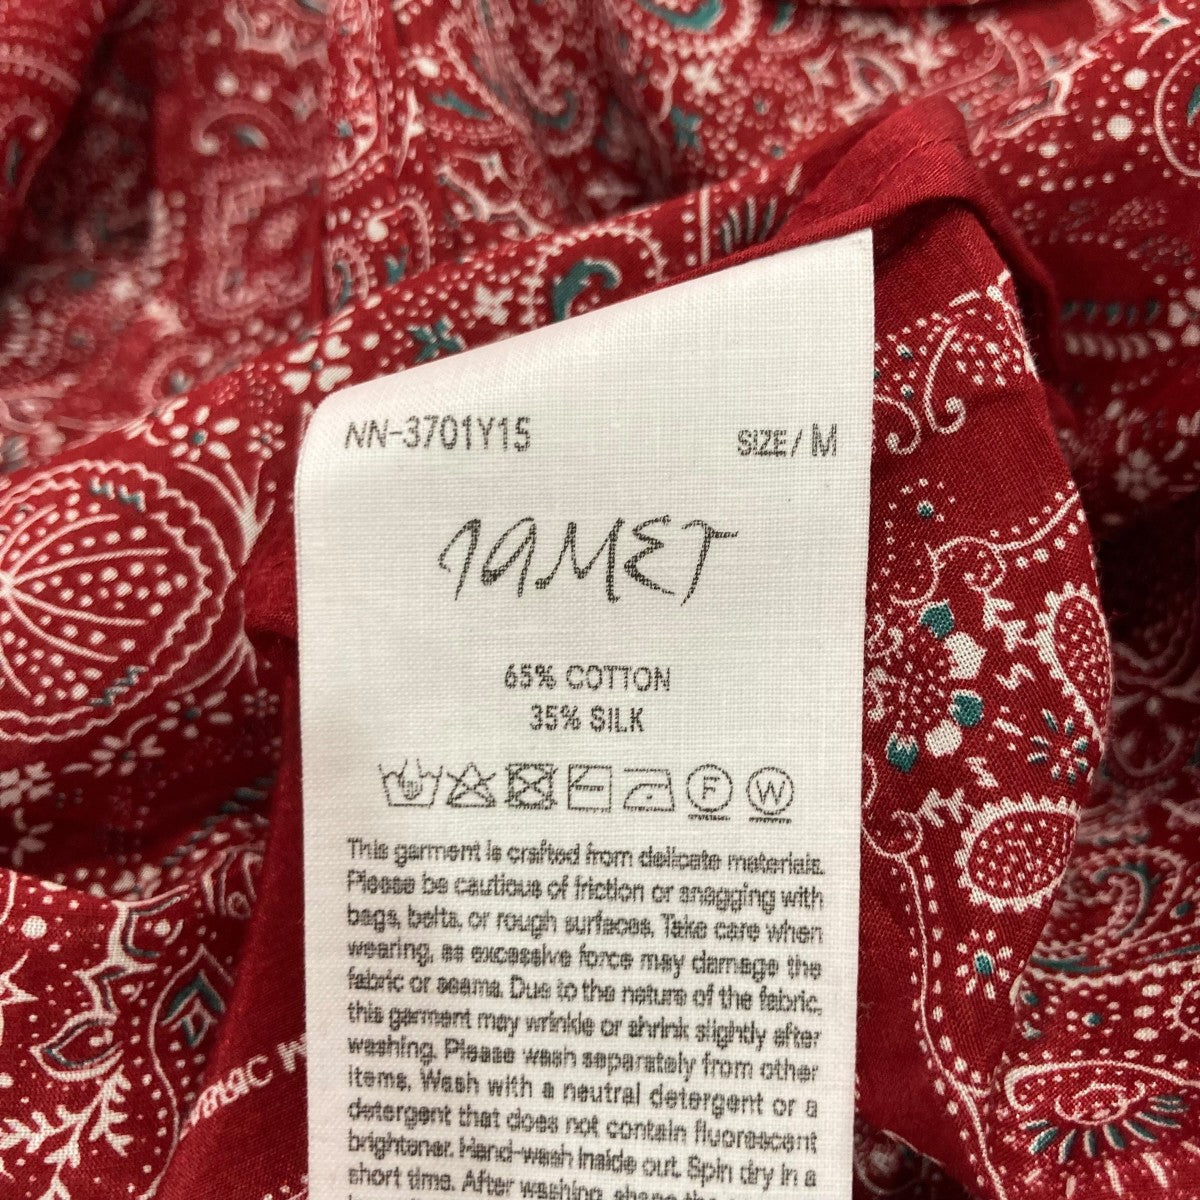 NN-3701Y15
SIZE/ M
IAMET
65% COTTON
35% SILK
F W
This garment is crafted from delicate materials.
Please be cautious of friction or snagging with
bags, belts, or rough surfaces. Take care when
wearing, as excessive force may damage the
fabric or seams. Due to the nature of the fabric,
this garment may wrinkle or shrink slightly after
washing. Please wash separately from other
items. Wash with a neutral detergent or a
detergent that does not contain fluorescent
brightener. Hand-wash inside out. Spin dry in a
short time. After washing, shape the